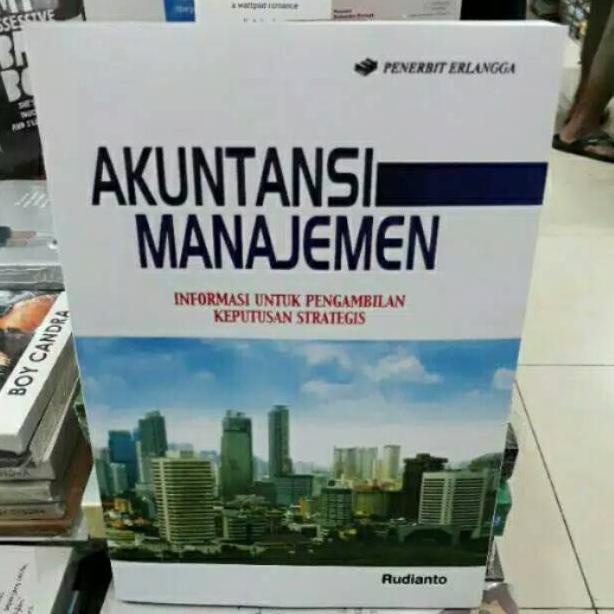 a wattpad romance
PENERBIT ERLANGGA
AKUNTANSI
MANAJEMEN
INFORMASI UNTUK PENGAMBILAN
KEPUTUSAN STRATEGIS
BOY CANDRA
Rudianto